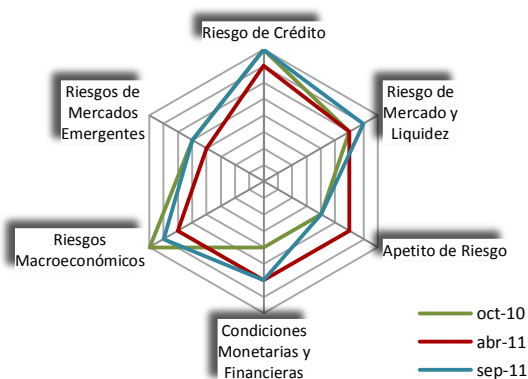 Riesgo de Crédito
Riesgos de
Mercados
Emergentes
Riesgo de
Mercado y
Liquidez
Riesgos
Macroeconómicos
Apetito de Riesgo
Condiciones
Monetarias y
Financieras
oct-10
abr-11
sep-11